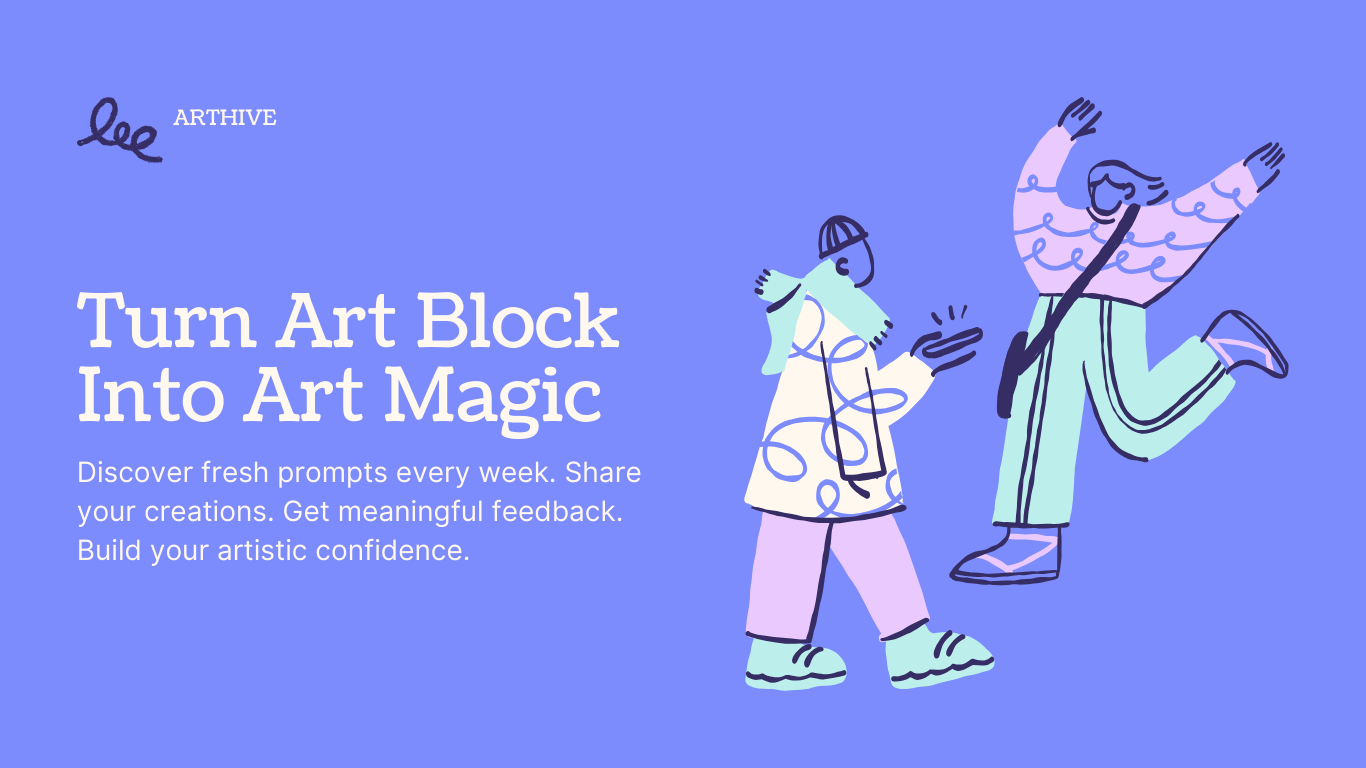 ARTHIVE
Turn Art Block
Into Art Magic
Discover fresh prompts every week. Share
your creations. Get meaningful feedback.
Build your artistic confidence.